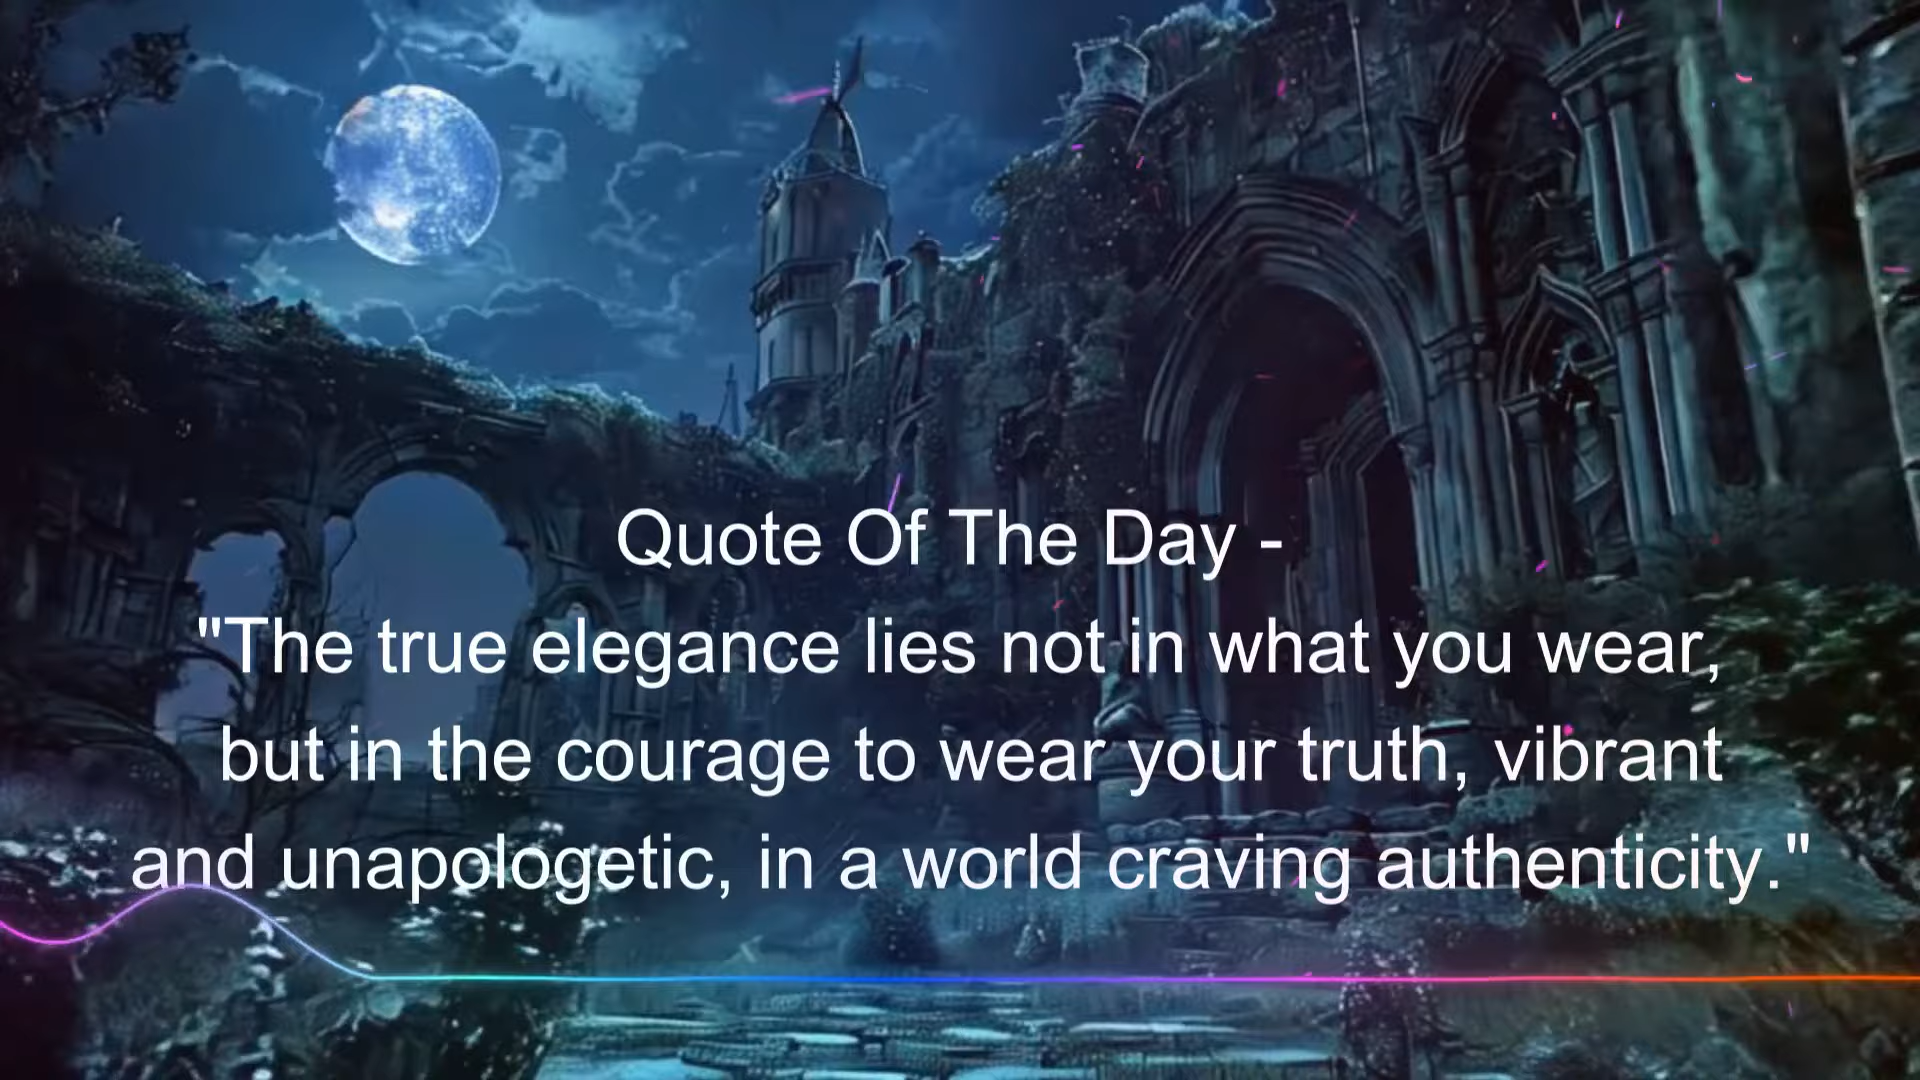 Quote Of The Day -
"The true elegance lies not in what you wear,
but in the courage to wear your truth, vibrant
and unapologetic, in a world craving authenticity."